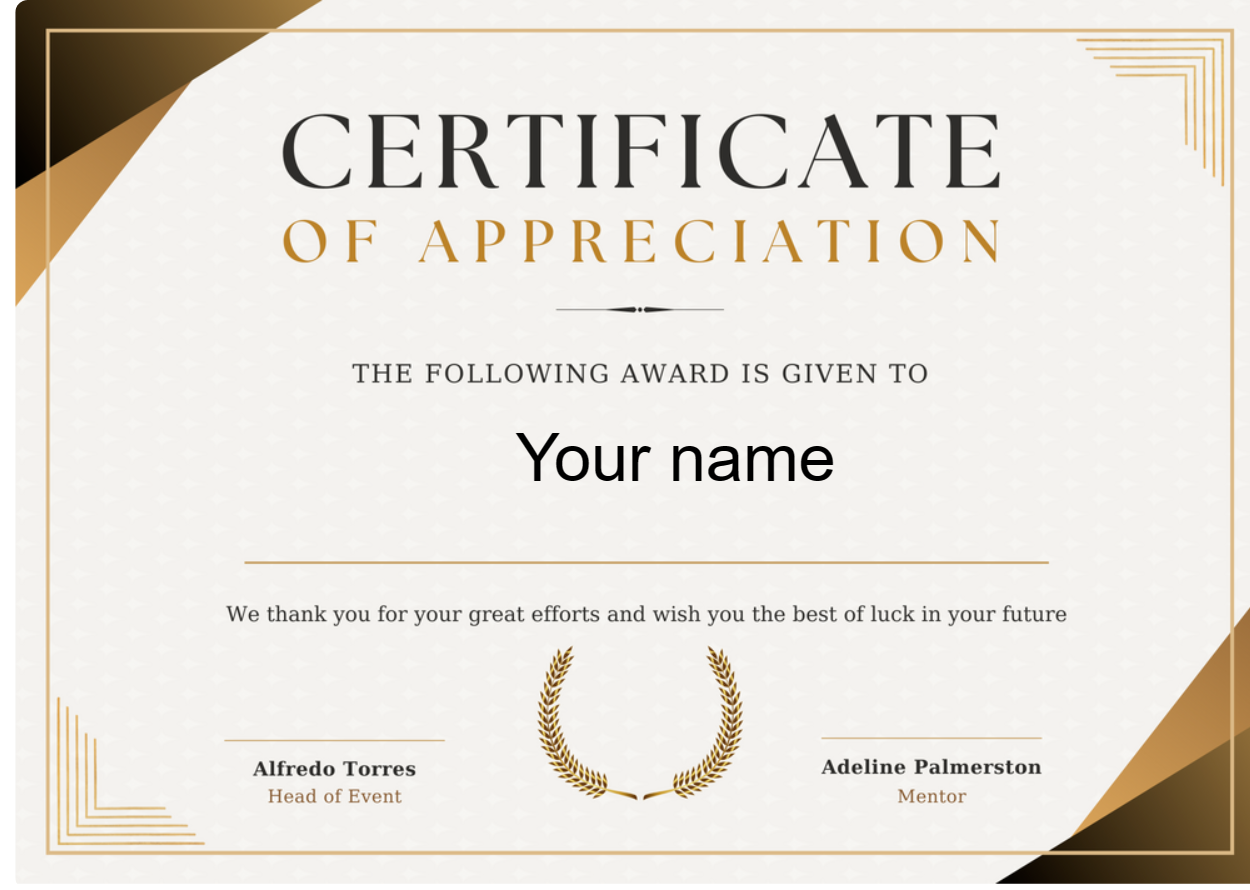 CERTIFICATE
OF APPRECIATION
THE FOLLOWING AWARD IS GIVEN TO
Your name
We thank you for your great efforts and wish you the best of luck in your future
Alfredo Torres
Head of Event
Adeline Palmerston
Mentor